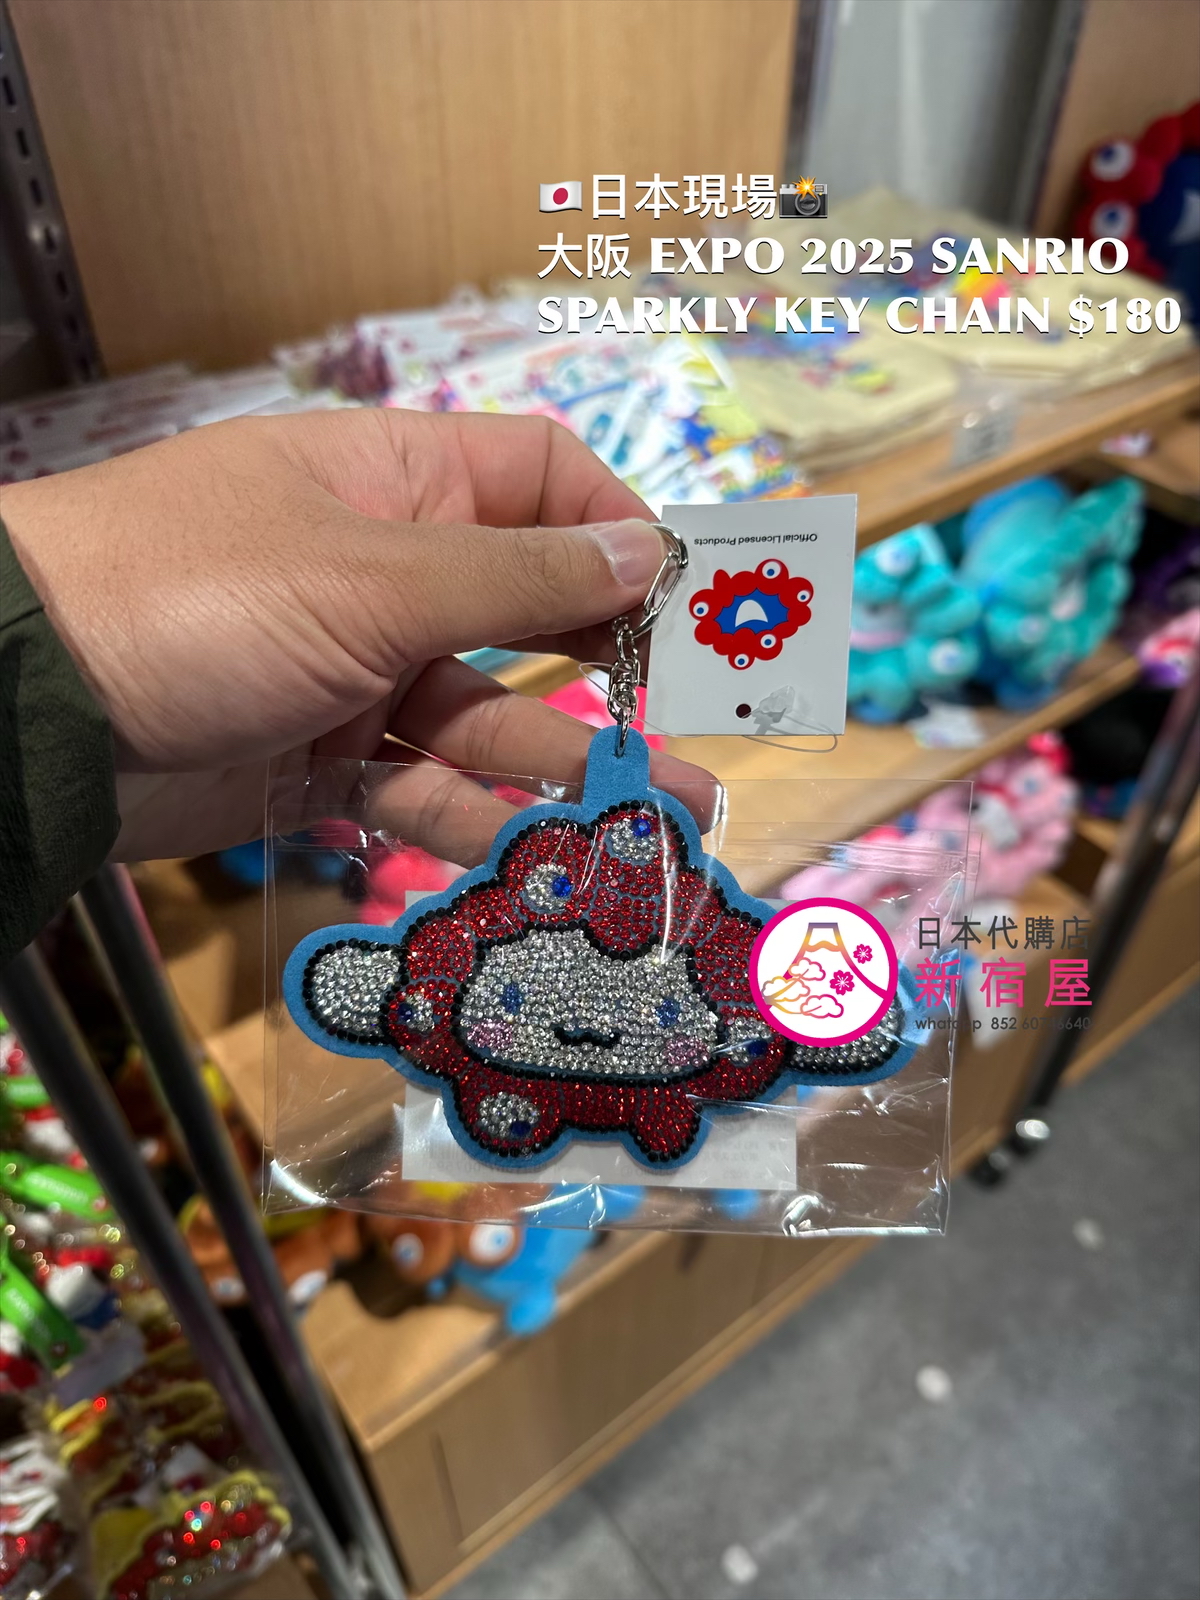 🇯🇵日本現場📸
大阪 EXPO 2025 SANRIO
SPARKLY KEY CHAIN $180
Official Licensed Products
日本代購店
新宿屋